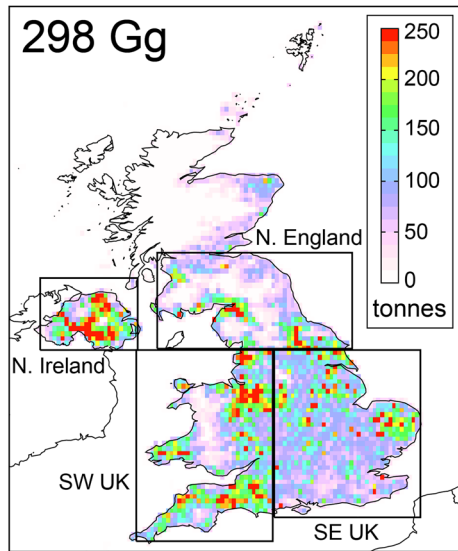 298 Gg
250
200
150
100
50
0
tonnes
N. England
N. Ireland
SW UK
SE UK